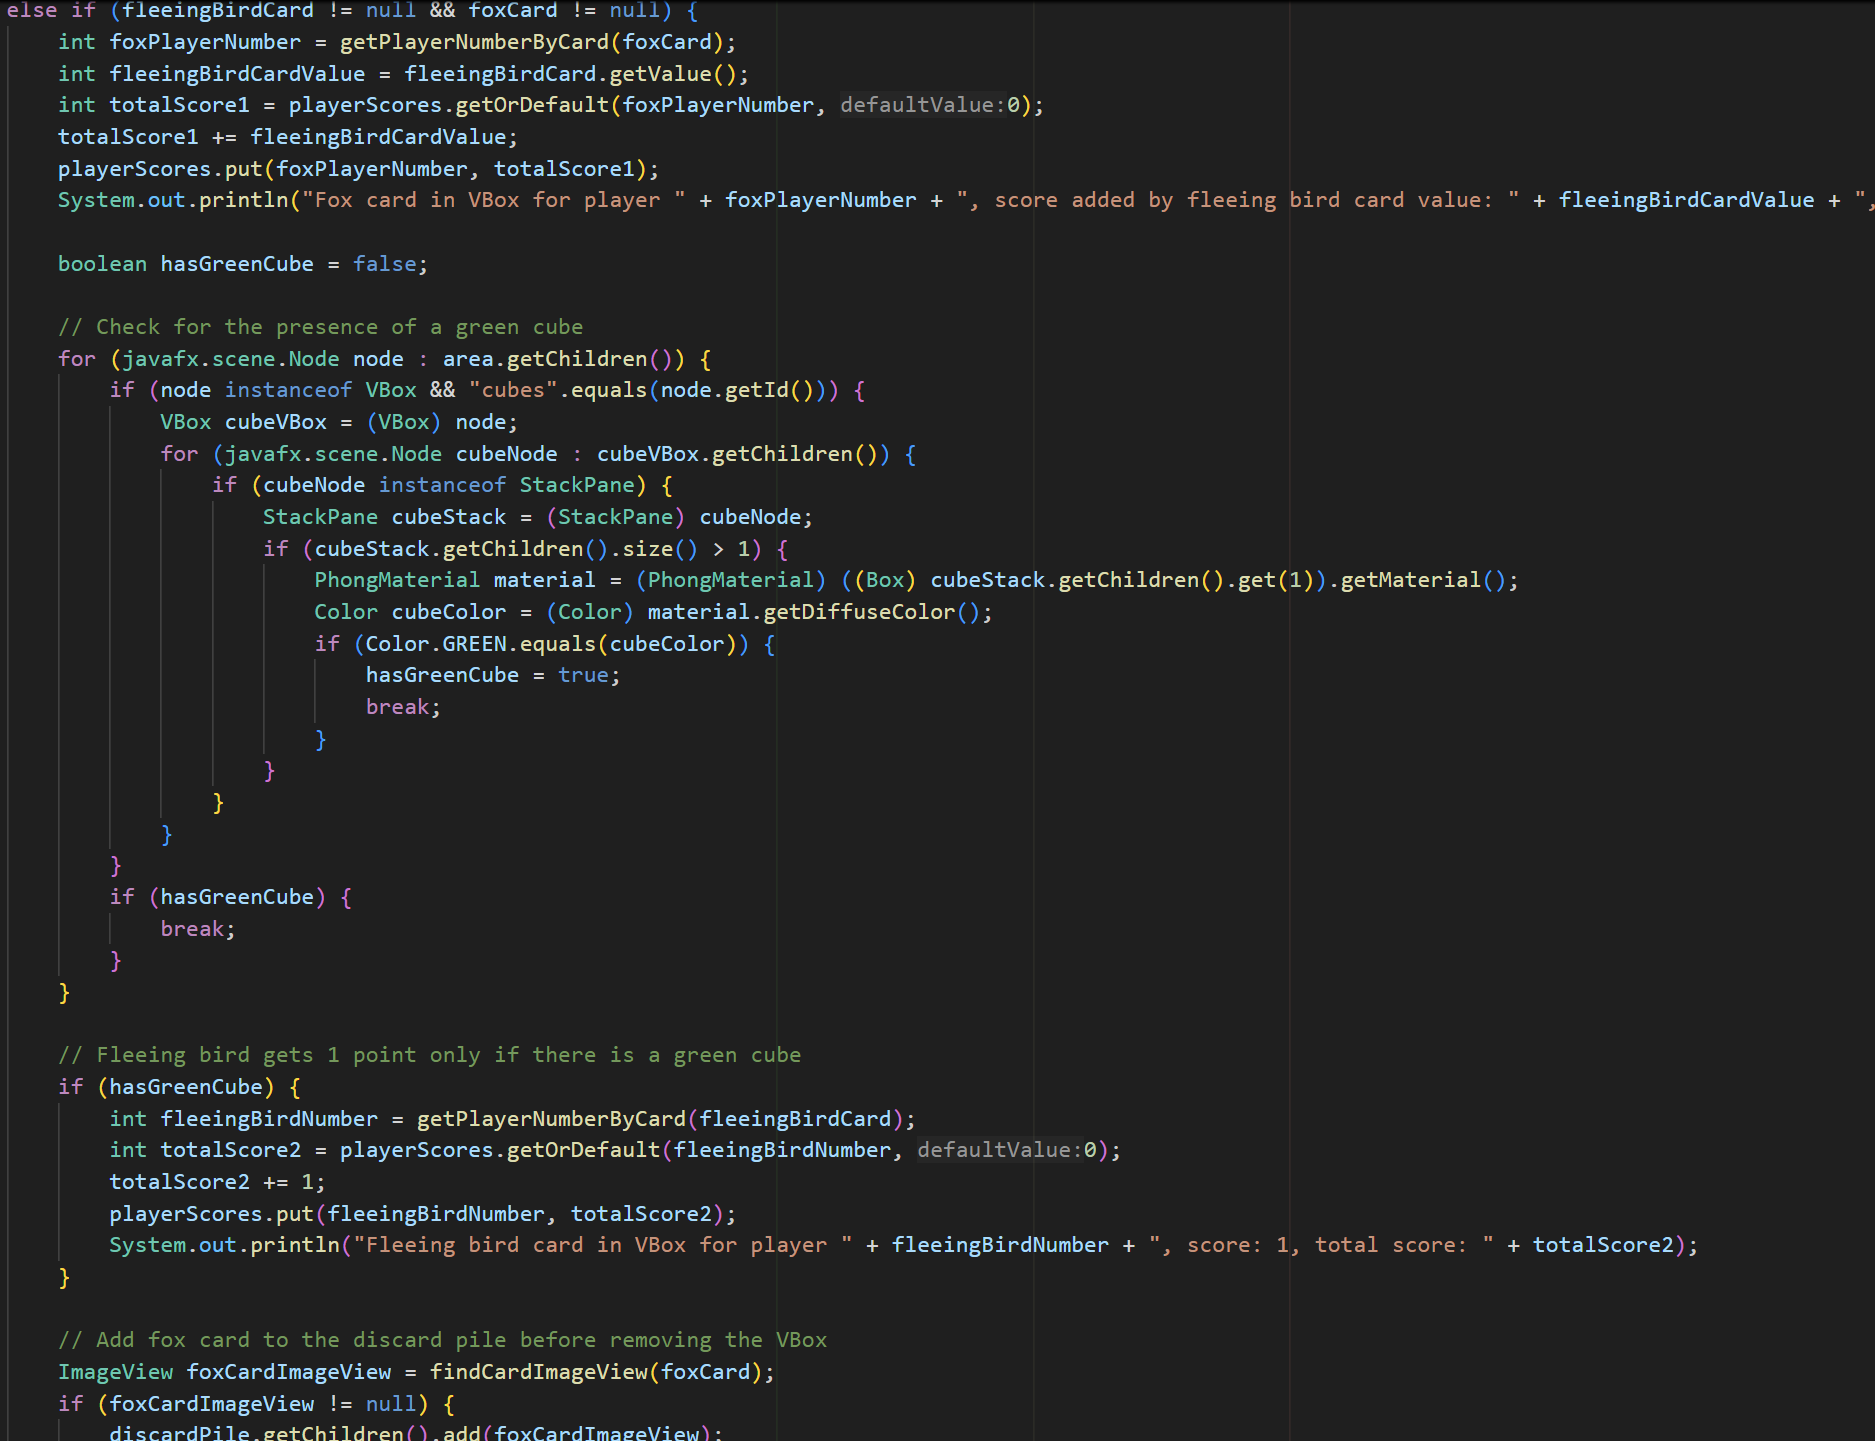 else if (fleeingBirdCard != null && foxCard != null) {
int foxPlayerNumber = getPlayerNumberByCard(foxCard);
int fleeingBirdCardValue = fleeingBirdCard.getValue();
int totalScore1 = playerScores.getOrDefault(foxPlayerNumber, defaultValue:0);
totalScore1 += fleeingBirdCardValue;
playerScores.put(foxPlayerNumber, totalScore1);
System.out.println("Fox card in VBox for player " + foxPlayerNumber + ", score added by fleeing bird card value: " + fleeingBirdCardValue + ",
boolean hasGreenCube = false;
// Check for the presence of a green cube
for (javafx.scene.Node node : area.getChildren()) {
if (node instanceof VBox && "cubes".equals(node.getId())) {
VBox cubeVBox = (VBox) node;
for (javafx.scene.Node cubeNode : cubeVBox.getChildren()) {
if (cubeNode instanceof StackPane) {
StackPane cubeStack = (StackPane) cubeNode;
if (cubeStack.getChildren().size() > 1) {
PhongMaterial material = (PhongMaterial) ((Box) cubeStack.getChildren().get(1)).getMaterial();
Color cubeColor = (Color) material.getDiffuseColor();
if (Color.GREEN.equals(cubeColor)) {
hasGreenCube = true;
break;
}
}
}
}
}
if (hasGreenCube) {
break;
}
}
// Fleeing bird gets 1 point only if there is a green cube
if (hasGreenCube) {
int fleeingBirdNumber = getPlayerNumberByCard(fleeingBirdCard);
int totalScore2 = playerScores.getOrDefault(fleeingBirdNumber, defaultValue:0);
totalScore2 += 1;
playerScores.put(fleeingBirdNumber, totalScore2);
System.out.println("Fleeing bird card in VBox for player " + fleeingBirdNumber + ", score: 1, total score: " + totalScore2);
}
// Add fox card to the discard pile before removing the VBox
ImageView foxCardImageView = findCardImageView(foxCard);
if (foxCardImageView != null) {
discardPile.getChildren().add(foxCardImageView);